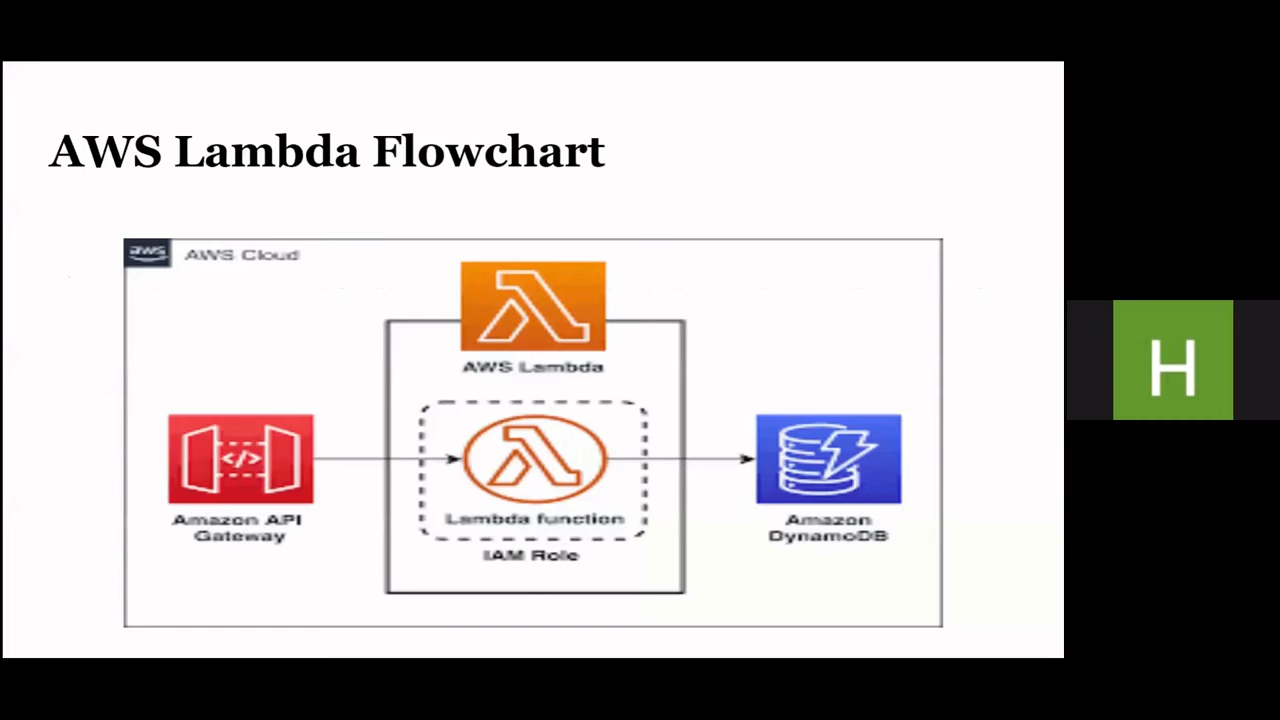 AWS Lambda Flowchart
aws
AWS Cloud
AWS Lambda
</>
Amazon API
Gateway
Lambda function
IAM Role
Amazon
DynamoDB
H